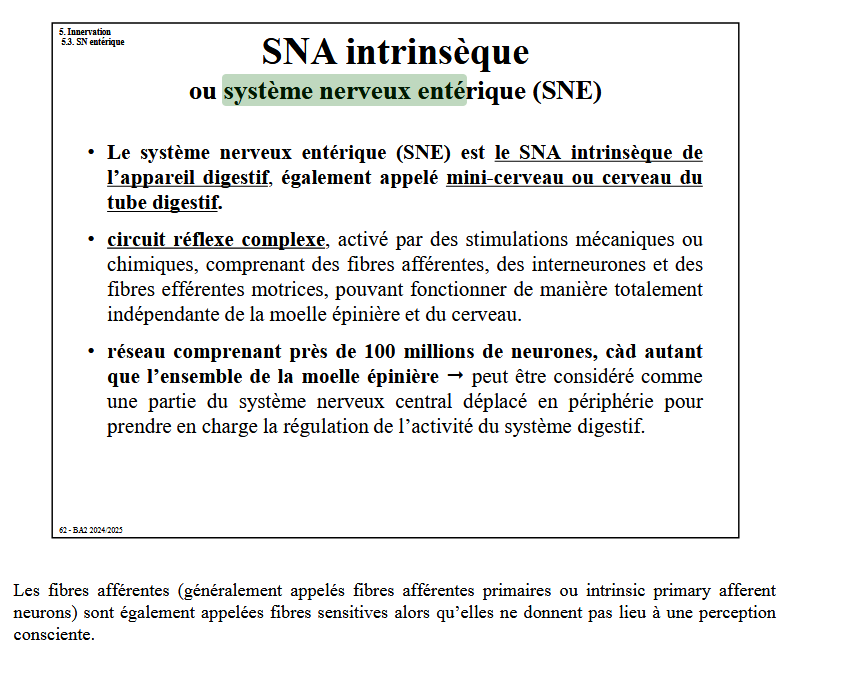 5. Innervation
5.3. SN entérique
SNA intrinsèque
ou système nerveux entérique (SNE)
• Le système nerveux entérique (SNE) est le SNA intrinsèque de
l’appareil digestif, également appelé mini-cerveau ou cerveau du
tube digestif.
• circuit réflexe complexe, activé par des stimulations mécaniques ou
chimiques, comprenant des fibres afférentes, des interneurones et des
fibres efférentes motrices, pouvant fonctionner de manière totalement
indépendante de la moelle épinière et du cerveau.
• réseau comprenant près de 100 millions de neurones, càd autant
que l’ensemble de la moelle épinière → peut être considéré comme
une partie du système nerveux central déplacé en périphérie pour
prendre en charge la régulation de l’activité du système digestif.
62 - BA2 2024/2025
Les fibres afférentes (généralement appelés fibres afférentes primaires ou intrinsic primary afferent
neurons) sont également appelées fibres sensitives alors qu’elles ne donnent pas lieu à une perception
consciente.